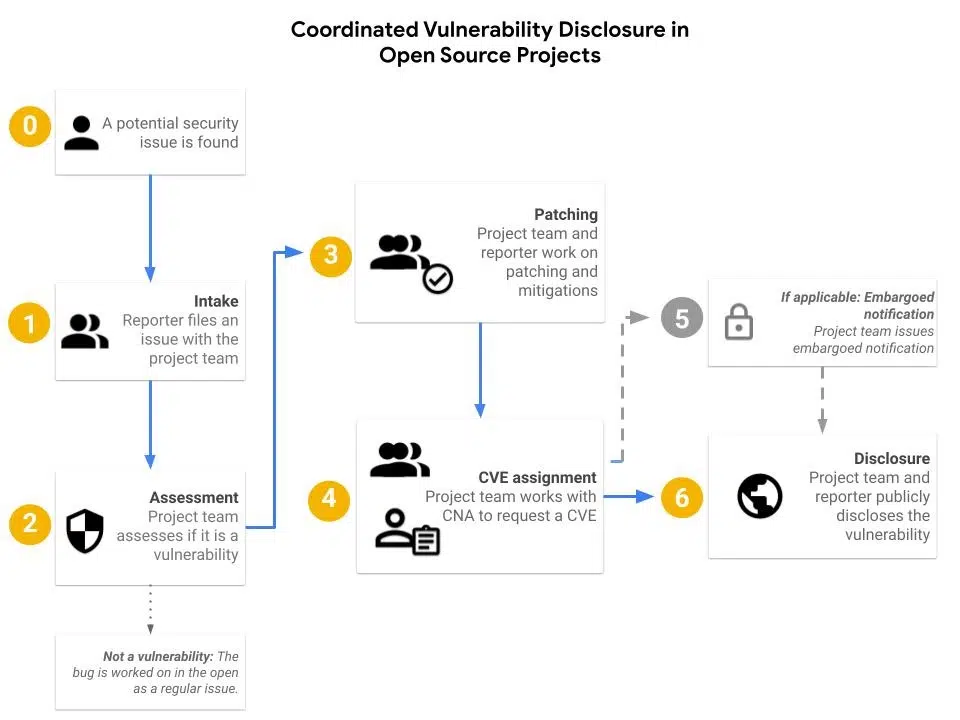 Coordinated Vulnerability Disclosure in
Open Source Projects
0
A potential security
issue is found
1
Intake
Reporter files an
issue with the
project team
2
Assessment
Project team
assesses if it is a
vulnerability
Not a vulnerability: The
bug is worked on in the open
as a regular issue.
3
Patching
Project team and
reporter work on
patching and
mitigations
4
CVE assignment
Project team works with
CNA to request a CVE
5
If applicable: Embargoed
notification
Project team issues
embargoed notification
6
Disclosure
Project team and
reporter publicly
discloses the
vulnerability